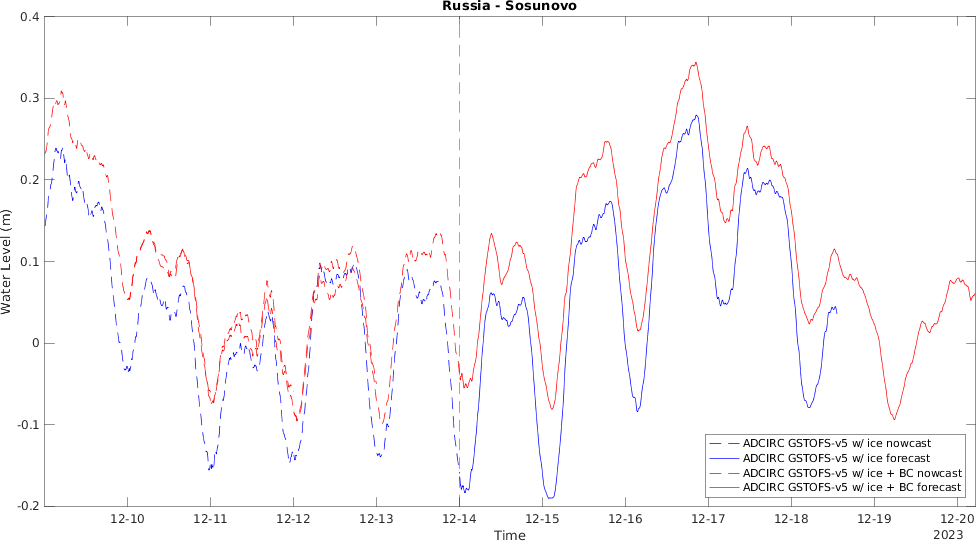 Russia - Sosunovo
0.4
0.3
0.2
0.1
0
-0.1
-0.2
Water Level (m)
12-10 12-11 12-12 12-13 12-14 12-15 12-16 12-17 12-18 12-19 12-20
Time
2023
ADCIRC GSTOFS-v5 w/ ice nowcast
ADCIRC GSTOFS-v5 w/ ice forecast
ADCIRC GSTOFS-v5 w/ ice + BC nowcast
ADCIRC GSTOFS-v5 w/ ice + BC forecast